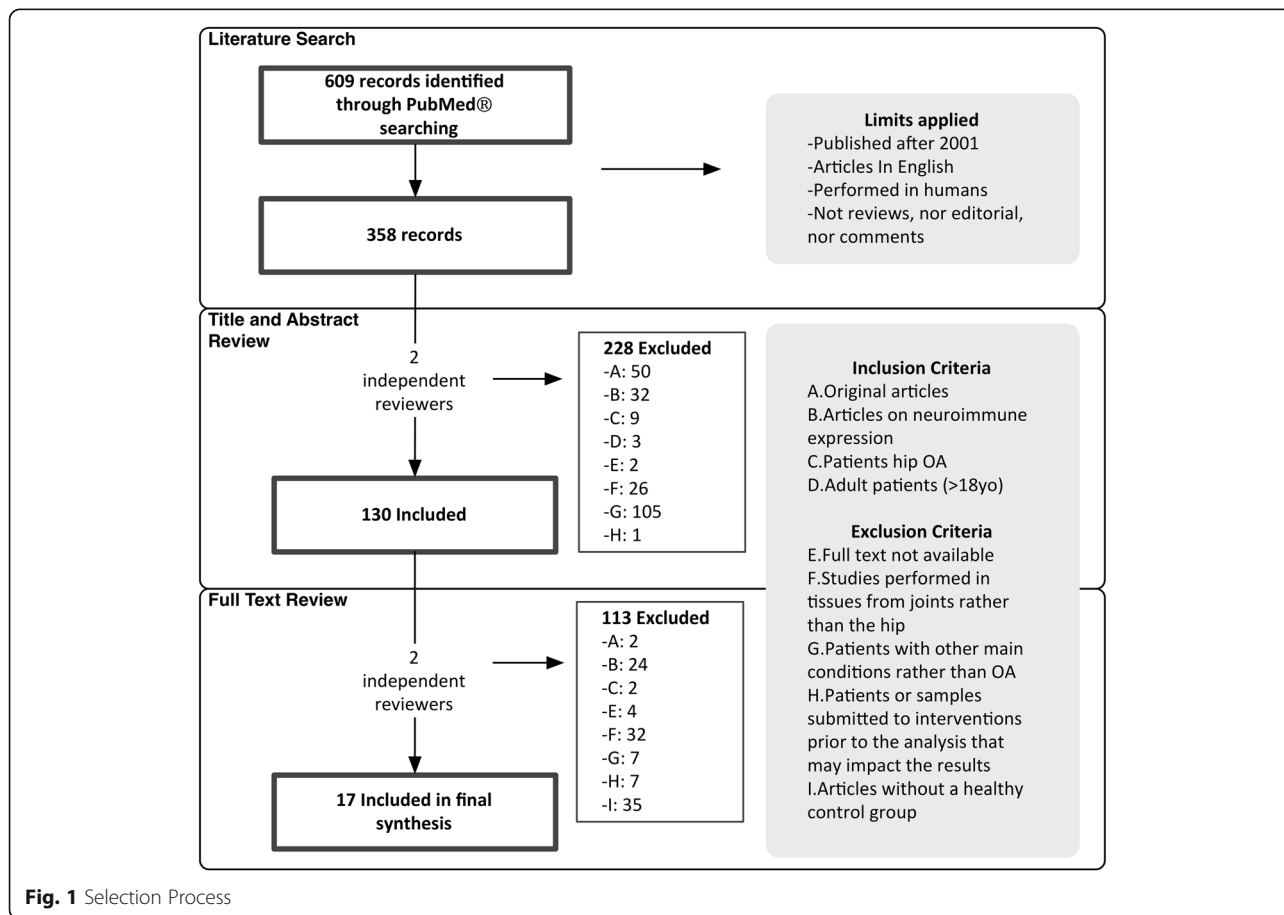 Literature Search
609 records identified
through PubMed® 
searching
358 records
Limits applied
-Published after 2001
-Articles In English
-Performed in humans
-Not reviews, nor editorial,
nor comments
Title and Abstract
Review
2
independent
reviewers
228 Excluded
-A: 50
-B: 32
-C: 9
-D: 3
-E: 2
-F: 26
-G: 105
-H: 1
130 Included
Inclusion Criteria
A.Original articles
B.Articles on neuroimmune
expression
C.Patients hip OA
D.Adult patients (>18yo)
Exclusion Criteria
E.Full text not available
F.Studies performed in
tissues from joints rather
than the hip
G.Patients with other main
conditions rather than OA
H.Patients or samples
submitted to interventions
prior to the analysis that
may impact the results
I.Articles without a healthy
control group
Full Text Review
2
independent
reviewers
113 Excluded
-A: 2
-B: 24
-C: 2
-E: 4
-F: 32
-G: 7
-H: 7
-I: 35
17 Included in final
synthesis
Fig. 1 Selection Process